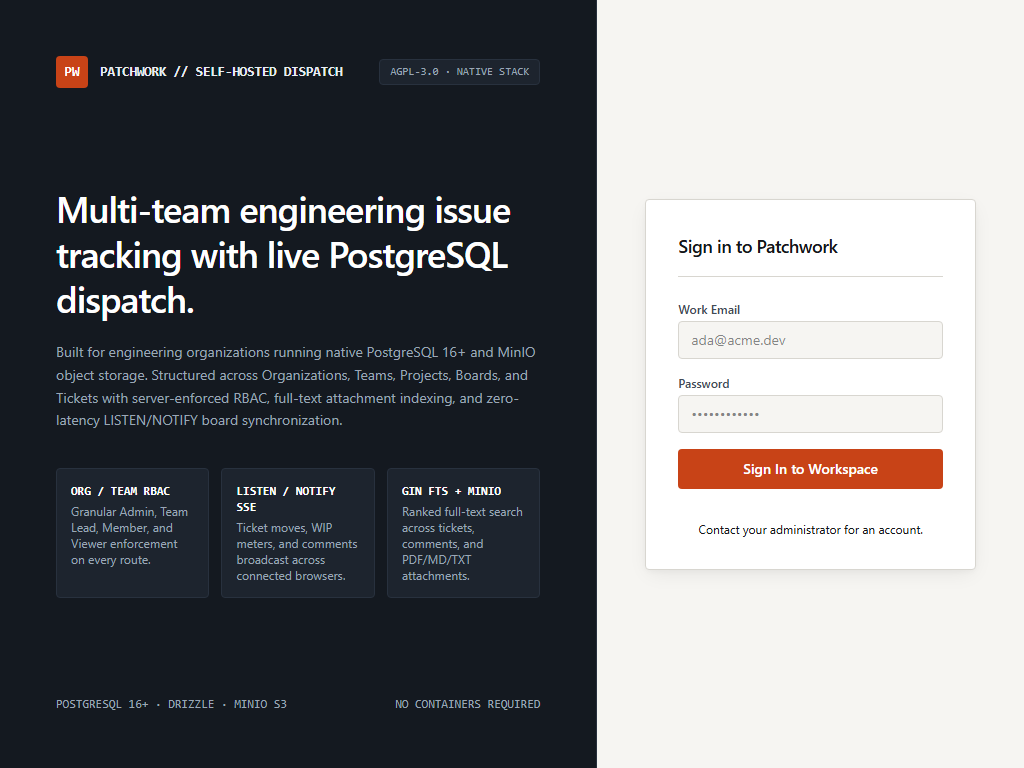 PW
PATCHWORK // SELF-HOSTED DISPATCH
AGPL-3.0 · NATIVE STACK
Multi-team engineering issue
tracking with live PostgreSQL
dispatch.
Built for engineering organizations running native PostgreSQL 16+ and MinIO
object storage. Structured across Organizations, Teams, Projects, Boards, and
Tickets with server-enforced RBAC, full-text attachment indexing, and zero-
latency LISTEN/NOTIFY board synchronization.
ORG / TEAM RBAC
Granular Admin, Team
Lead, Member, and
Viewer enforcement
on every route.
LISTEN / NOTIFY
SSE
Ticket moves, WIP
meters, and comments
broadcast across
connected browsers.
GIN FTS + MINIO
Ranked full-text search
across tickets,
comments, and
PDF/MD/TXT
attachments.
POSTGRESQL 16+ · DRIZZLE · MINIO S3
NO CONTAINERS REQUIRED
Sign in to Patchwork
Work Email
ada@acme.dev
Password
••••••••••••
Sign In to Workspace
Contact your administrator for an account.